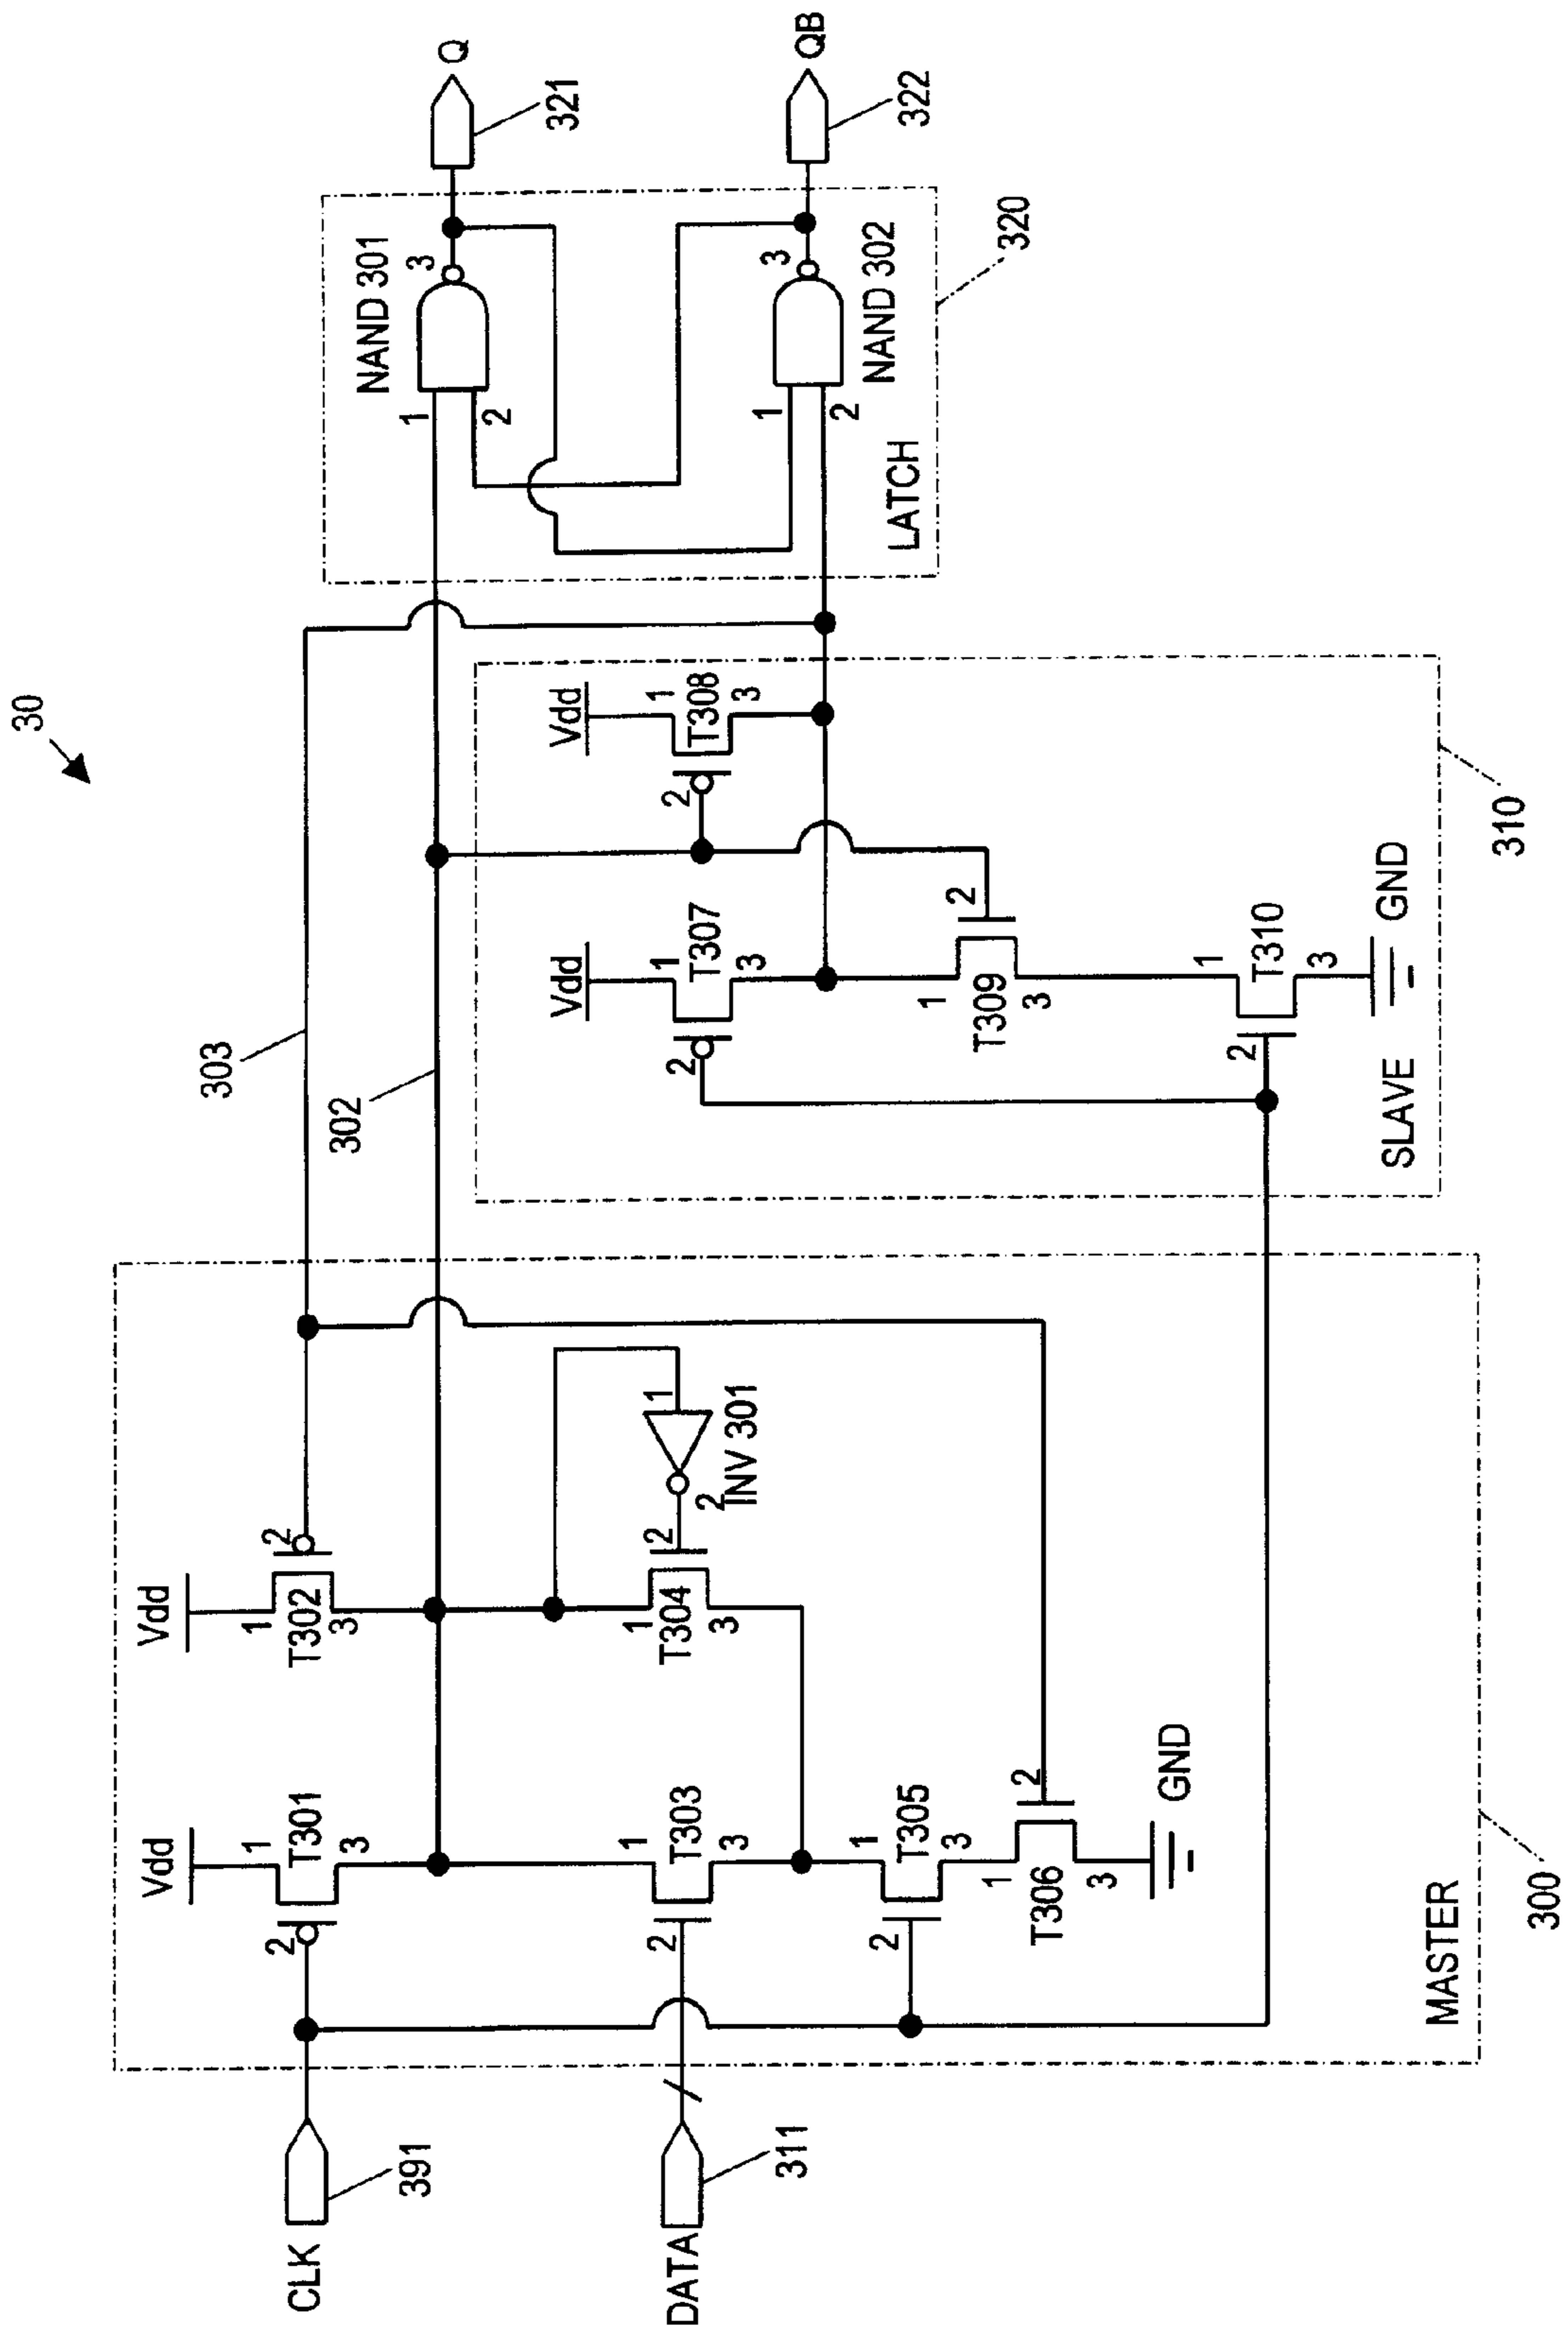 30
CLK
391
DATA
311
Vdd
1
T301
2
3
Vdd
1
T302
2
3
1
T303
2
3
1
T304
2
3
1
INV 301
2
1
T305
2
3
1
T306
2
3
GND
MASTER
300
303
302
Vdd
1
T307
2
3
Vdd
1
T308
2
3
1
T309
2
3
1
T310
2
3
GND
SLAVE
310
NAND 301
1
2
3
NAND 302
1
2
3
LATCH
320
Q
321
QB
322